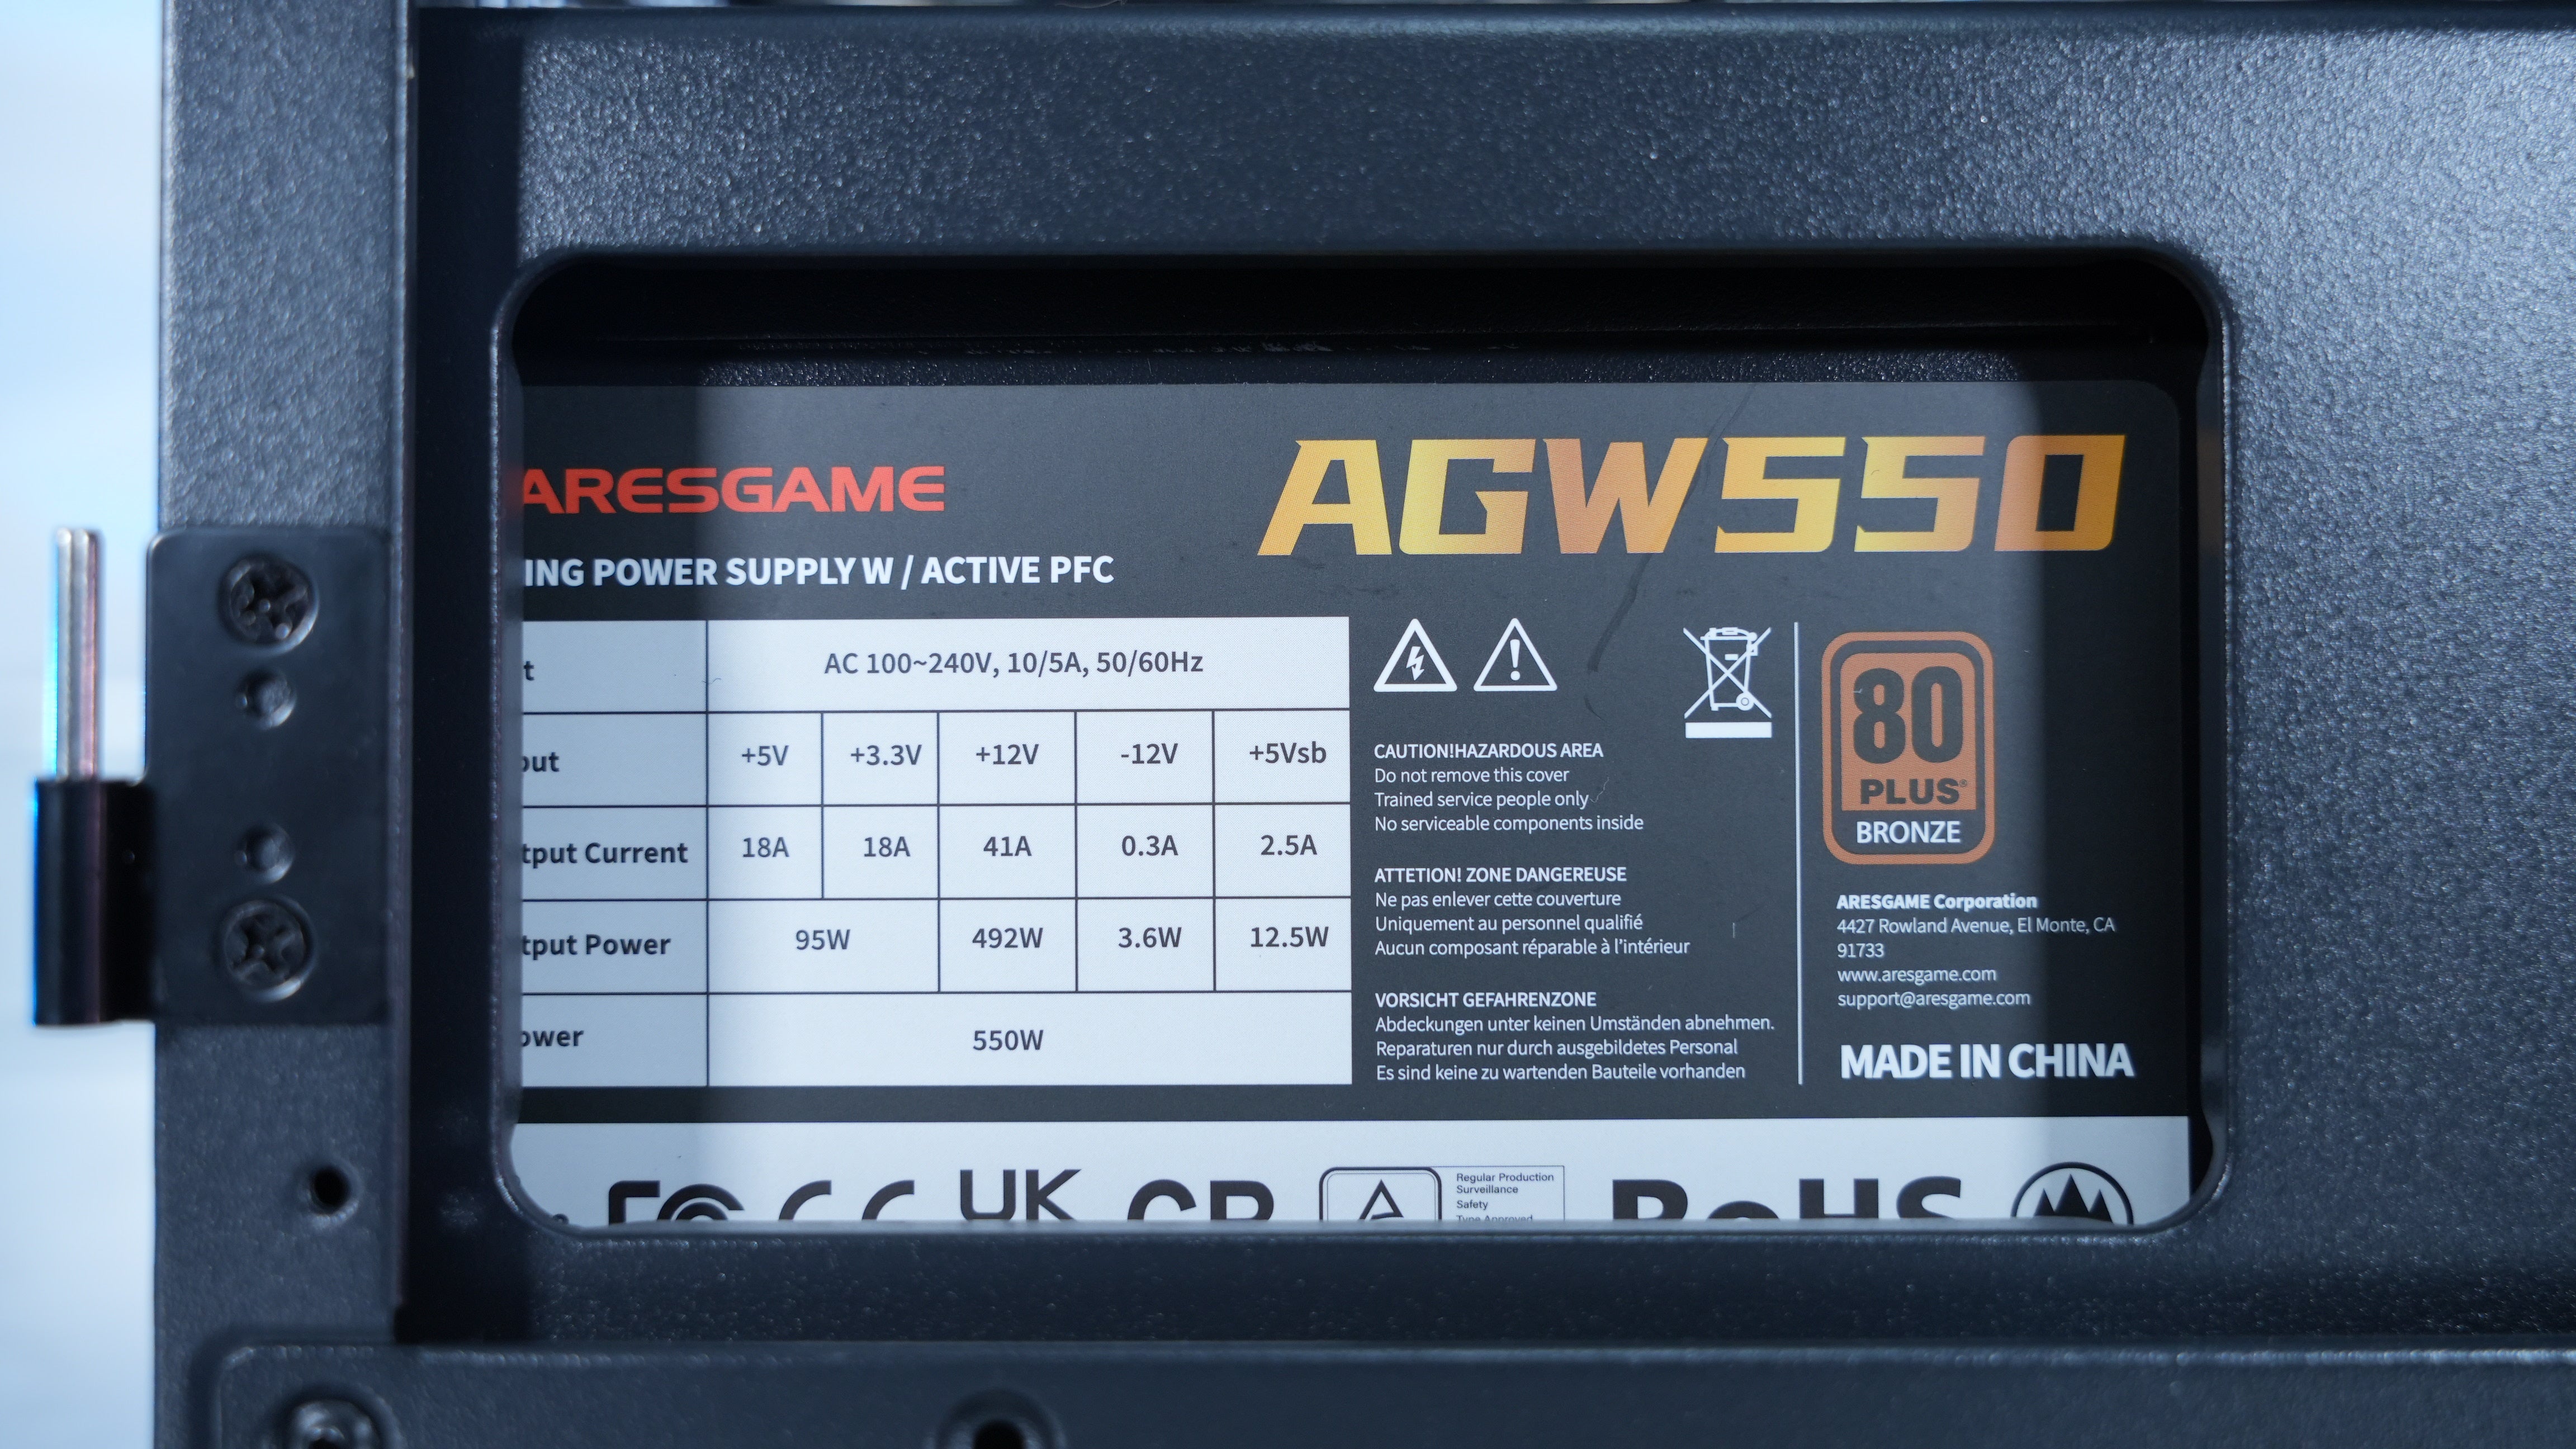 ARESGAME
AGW550
ING POWER SUPPLY W / ACTIVE PFC
t AC 100~240V, 10/5A, 50/60Hz
out +5V +3.3V +12V -12V +5Vsb
tput Current 18A 18A 41A 0.3A 2.5A
tput Power 95W 492W 3.6W 12.5W
ower 550W
CAUTION!HAZARDOUS AREA
Do not remove this cover
Trained service people only
No serviceable components inside
ATTETION! ZONE DANGEREUSE
Ne pas enlever cette couverture
Uniquement au personnel qualifié
Aucun composant réparable à l'intérieur
VORSICHT GEFAHRENZONE
Abdeckungen unter keinen Umständen abnehmen.
Reparaturen nur durch ausgebildetes Personal
Es sind keine zu wartenden Bauteile vorhanden
80
PLUS®
BRONZE
ARESGAME Corporation
4427 Rowland Avenue, El Monte, CA
91733
www.aresgame.com
support@aresgame.com
MADE IN CHINA
UK
Regular Production
Surveillance
Safety
Type Approved
RoHS